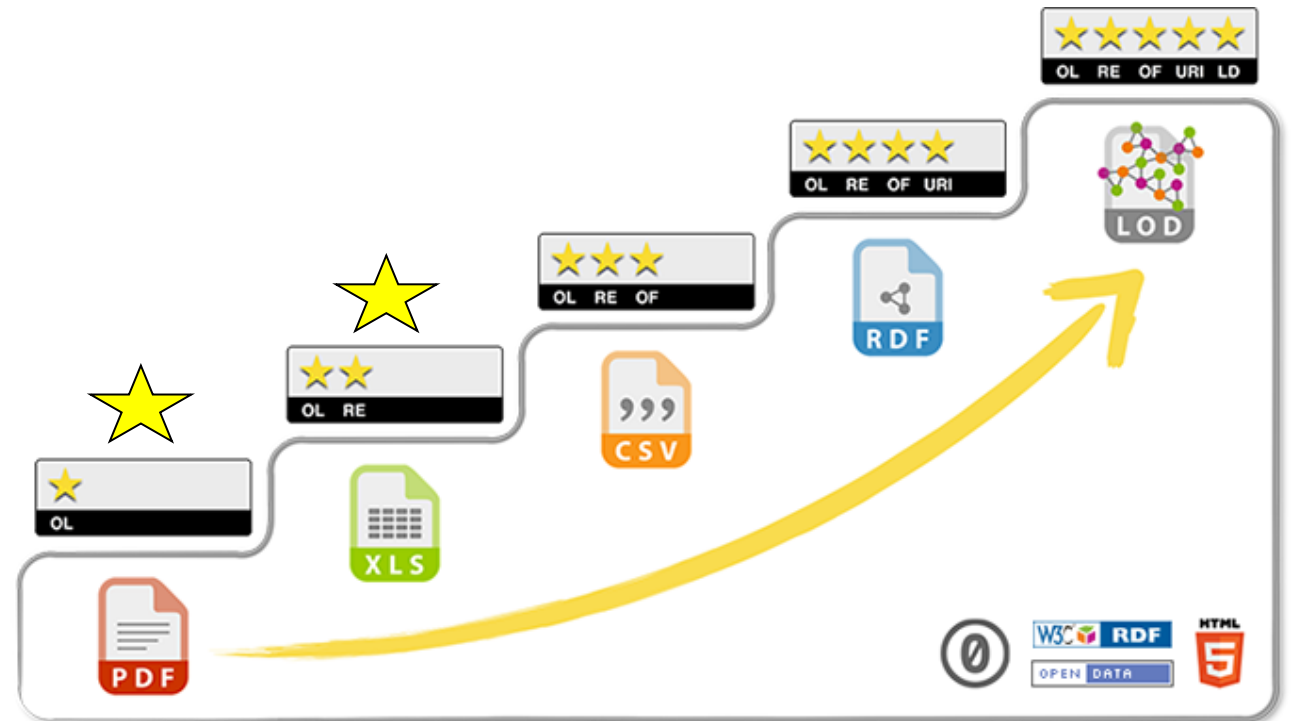 OL RE OF URI LD
OL RE OF URI
LOD
OL RE OF
RDF
OL RE
CSV
OL
XLS
PDF
0
W3C RDF
OPEN DATA
HTML
5